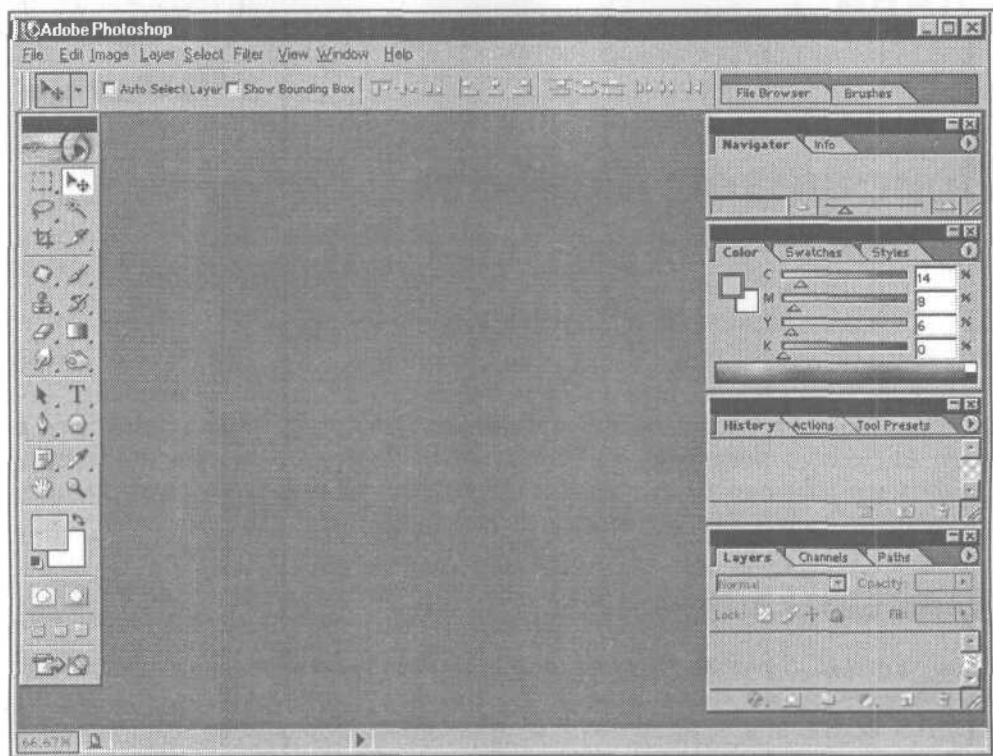 Adobe Photoshop
File Edit Image Layer Select Filter View Window Help
Auto Select Layer Show Bounding Box File Browser Brushes
Navigator Info
Color Swatches Styles
C 14 %
M 8 %
Y 6 %
K 0 %
History Actions Tool Presets
Layers Channels Paths
Normal Opacity:
Lock: Fill:
66.67%